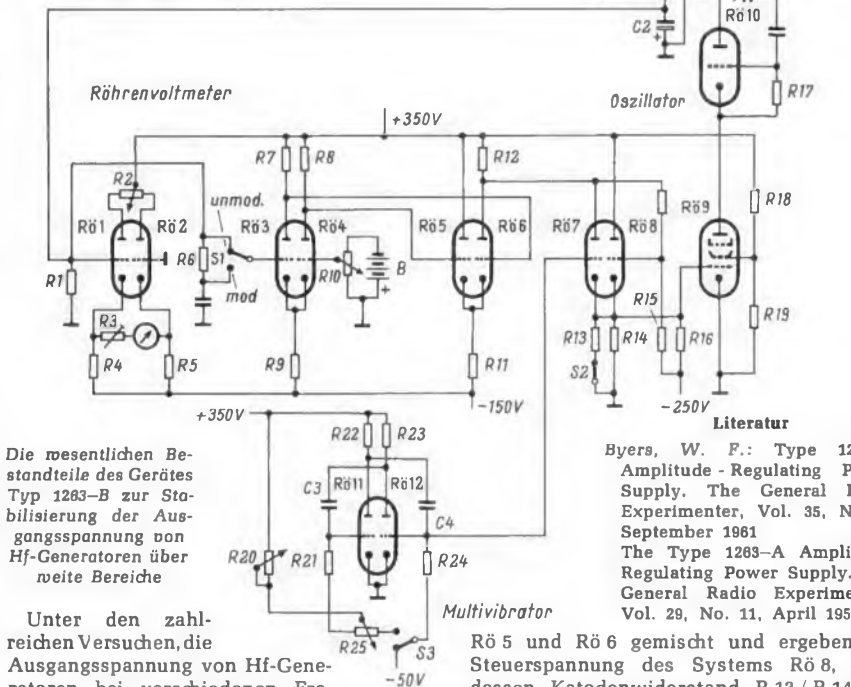 C2
+
Rö10
R17
Röhrenvoltmeter
Oszillator
+350V
R7
R8
R12
R2
R18
unmod.
Rö1
Rö2
Rö3
Rö4
Rö5
Rö6
Rö7
Rö8
Rö9
R1
R6
S1
R10
B
+
mod
R3
R15
R4
R5
R9
R11
R13
R14
R16
R19
S2
-150V
-250V
+350V
R22
R23
C3
Rö11
Rö12
C4
R20
R21
R24
Multivibrator
R25
S3
-50V
Die wesentlichen Be-
standteile des Gerätes
Typ 1263–B zur Sta-
bilisierung der Aus-
gangsspannung von
Hf-Generatoren über
weite Bereiche
Unter den zahl-
reichen Versuchen, die
Ausgangsspannung von Hf-Gene-
ratoren bei verschiedenen Fre-
Literatur
Byers, W. F.: Type 12
Amplitude - Regulating P
Supply. The General
Experimenter, Vol. 35, N
September 1961
The Type 1263–A Ampli
Regulating Power Supply.
General Radio Experime
Vol. 29, No. 11, April 195
Rö 5 und Rö 6 gemischt und ergeben
Steuerspannung des Systems Rö 8,
dessen Katodenwiderstand R 13 / R 14